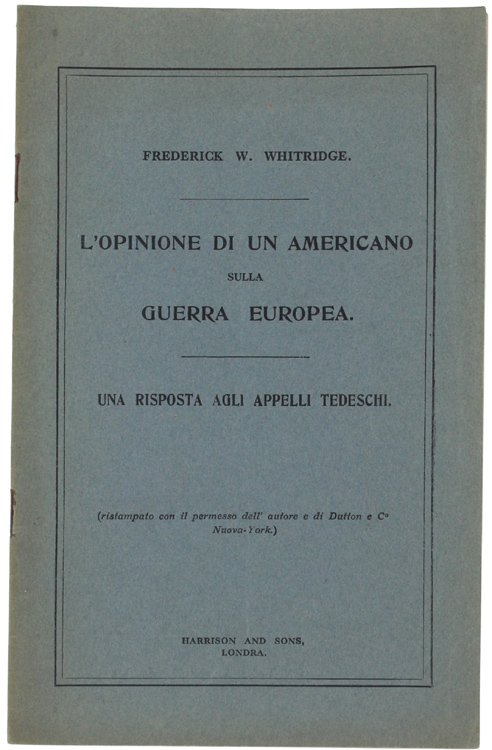 FREDERICK W. WHITRIDGE.
L'OPINIONE DI UN AMERICANO
SULLA
GUERRA EUROPEA.
UNA RISPOSTA AGLI APPELLI TEDESCHI.
(ristampato con il permesso dell' autore e di Dutton e Cº
Nuova-York.)
HARRISON AND SONS,
LONDRA.